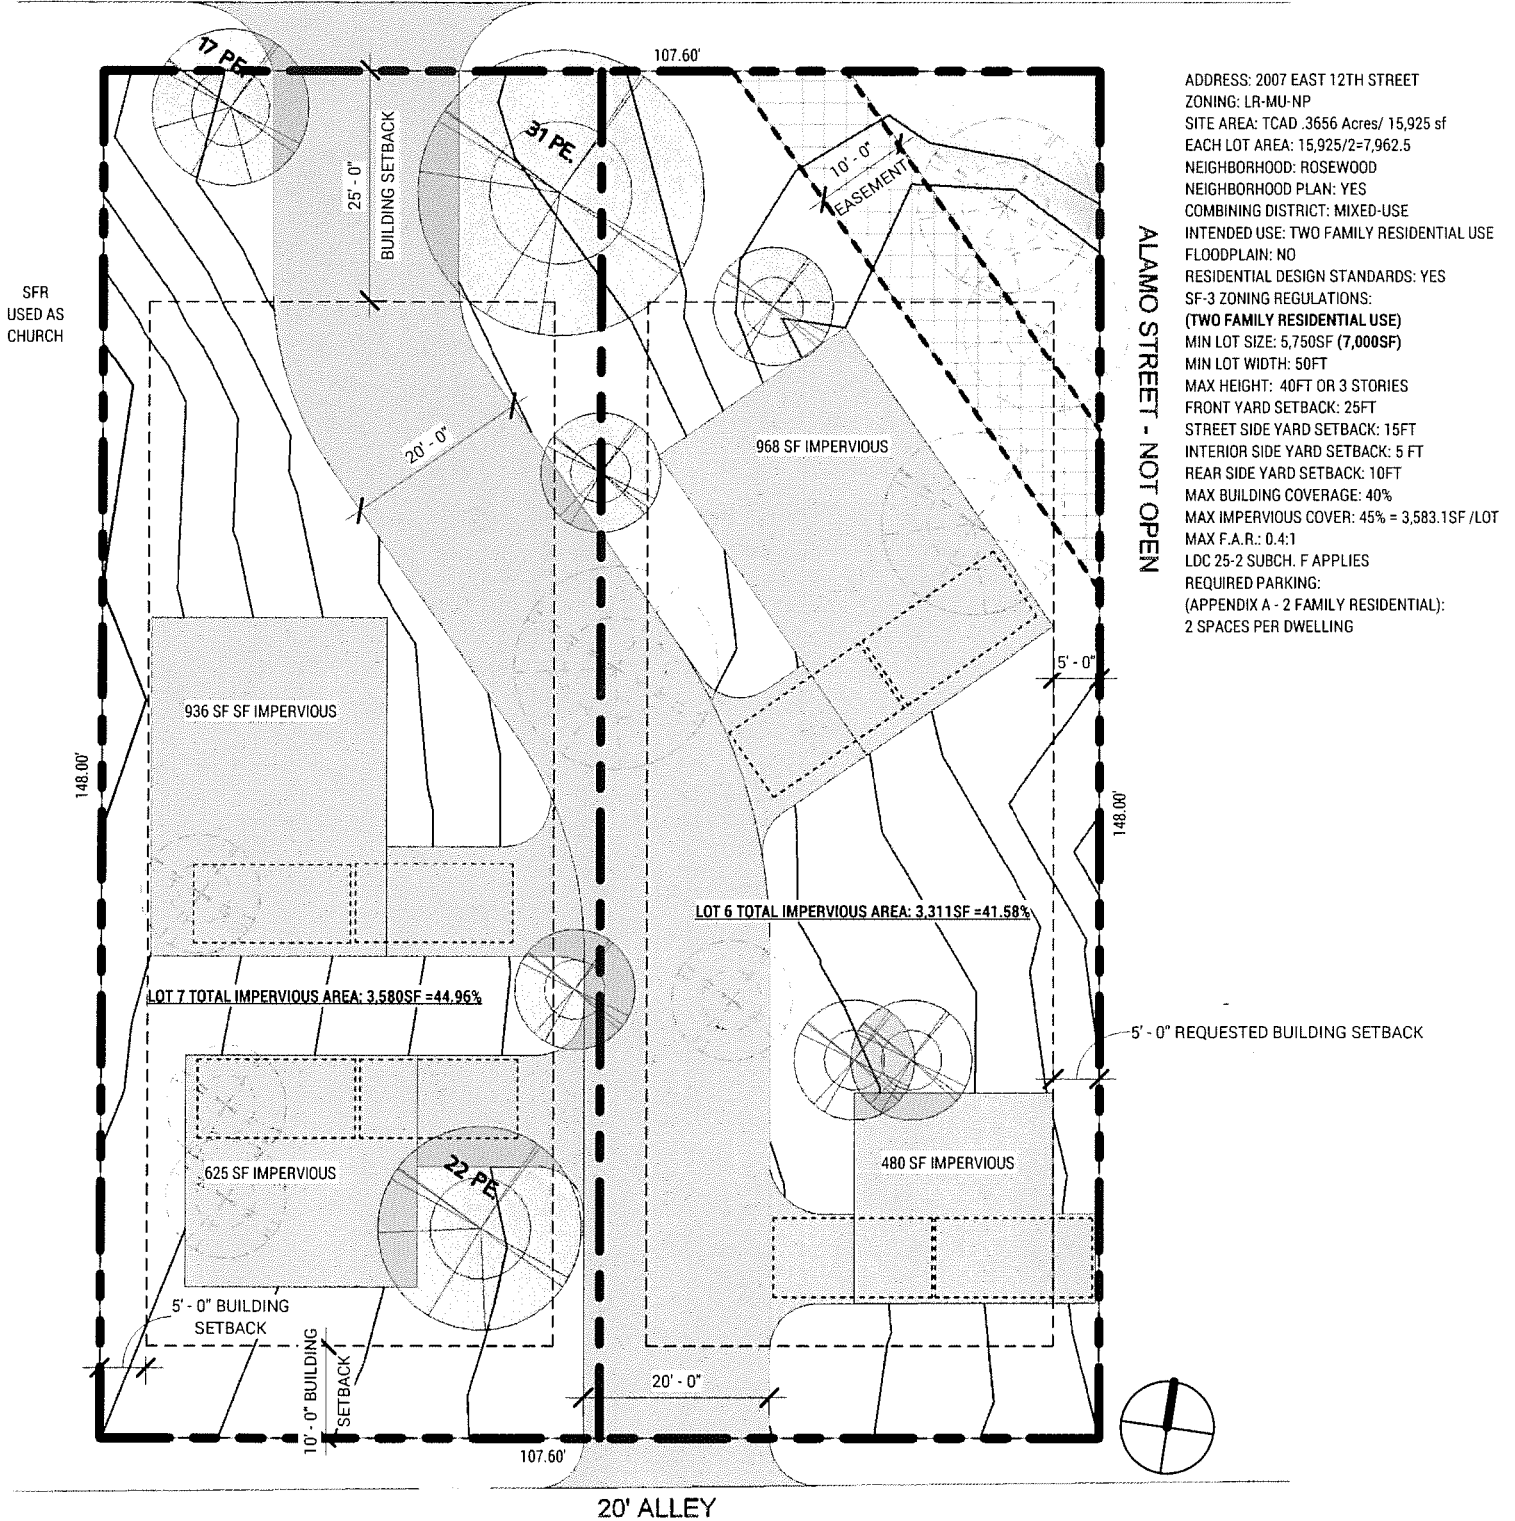 107.60'
17 PE.
31 PE.
25' - 0"
BUILDING SETBACK
10' - 0"
EASEMENT
ADDRESS: 2007 EAST 12TH STREET
ZONING: LR-MU-NP
SITE AREA: TCAD .3656 Acres/ 15,925 sf
EACH LOT AREA: 15,925/2=7,962.5
NEIGHBORHOOD: ROSEWOOD
NEIGHBORHOOD PLAN: YES
COMBINING DISTRICT: MIXED-USE
INTENDED USE: TWO FAMILY RESIDENTIAL USE
FLOODPLAIN: NO
RESIDENTIAL DESIGN STANDARDS: YES
SF-3 ZONING REGULATIONS:
(TWO FAMILY RESIDENTIAL USE)
MIN LOT SIZE: 5,750SF (7,000SF)
MIN LOT WIDTH: 50FT
MAX HEIGHT: 40FT OR 3 STORIES
FRONT YARD SETBACK: 25FT
STREET SIDE YARD SETBACK: 15FT
INTERIOR SIDE YARD SETBACK: 5 FT
REAR SIDE YARD SETBACK: 10FT
MAX BUILDING COVERAGE: 40%
MAX IMPERVIOUS COVER: 45% = 3,583.1SF /LOT
MAX F.A.R.: 0.4:1
LDC 25-2 SUBCH. F APPLIES
REQUIRED PARKING:
(APPENDIX A - 2 FAMILY RESIDENTIAL):
2 SPACES PER DWELLING
ALAMO STREET - NOT OPEN
SFR
USED AS
CHURCH
20' - 0"
968 SF IMPERVIOUS
5' - 0"
936 SF SF IMPERVIOUS
148.00'
148.00'
LOT 6 TOTAL IMPERVIOUS AREA: 3,311SF =41.58%
LOT 7 TOTAL IMPERVIOUS AREA: 3,580SF =44.96%
5' - 0" REQUESTED BUILDING SETBACK
22 PE.
625 SF IMPERVIOUS
480 SF IMPERVIOUS
5' - 0" BUILDING
SETBACK
10' - 0" BUILDING
SETBACK
20' - 0"
107.60'
20' ALLEY